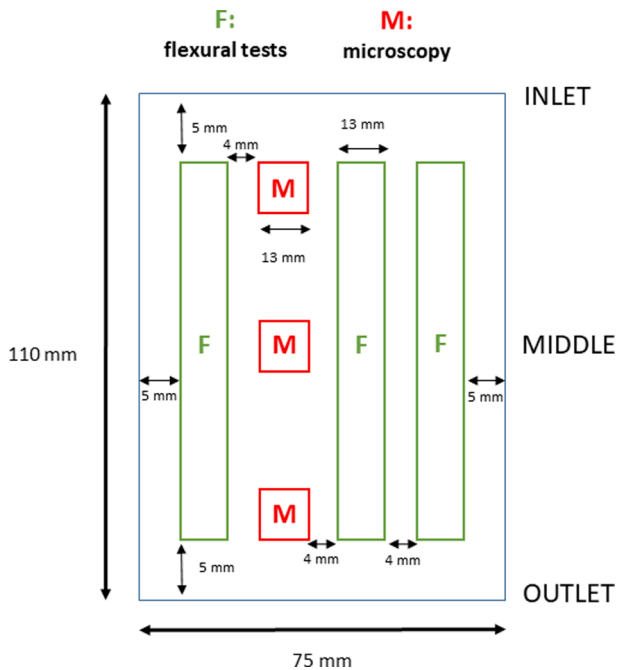 F:
flexural tests
M:
microscopy
INLET
5 mm
4 mm
13 mm
M
13 mm
F
M
F
F
MIDDLE
110 mm
5 mm
5 mm
M
5 mm
4 mm
4 mm
OUTLET
75 mm